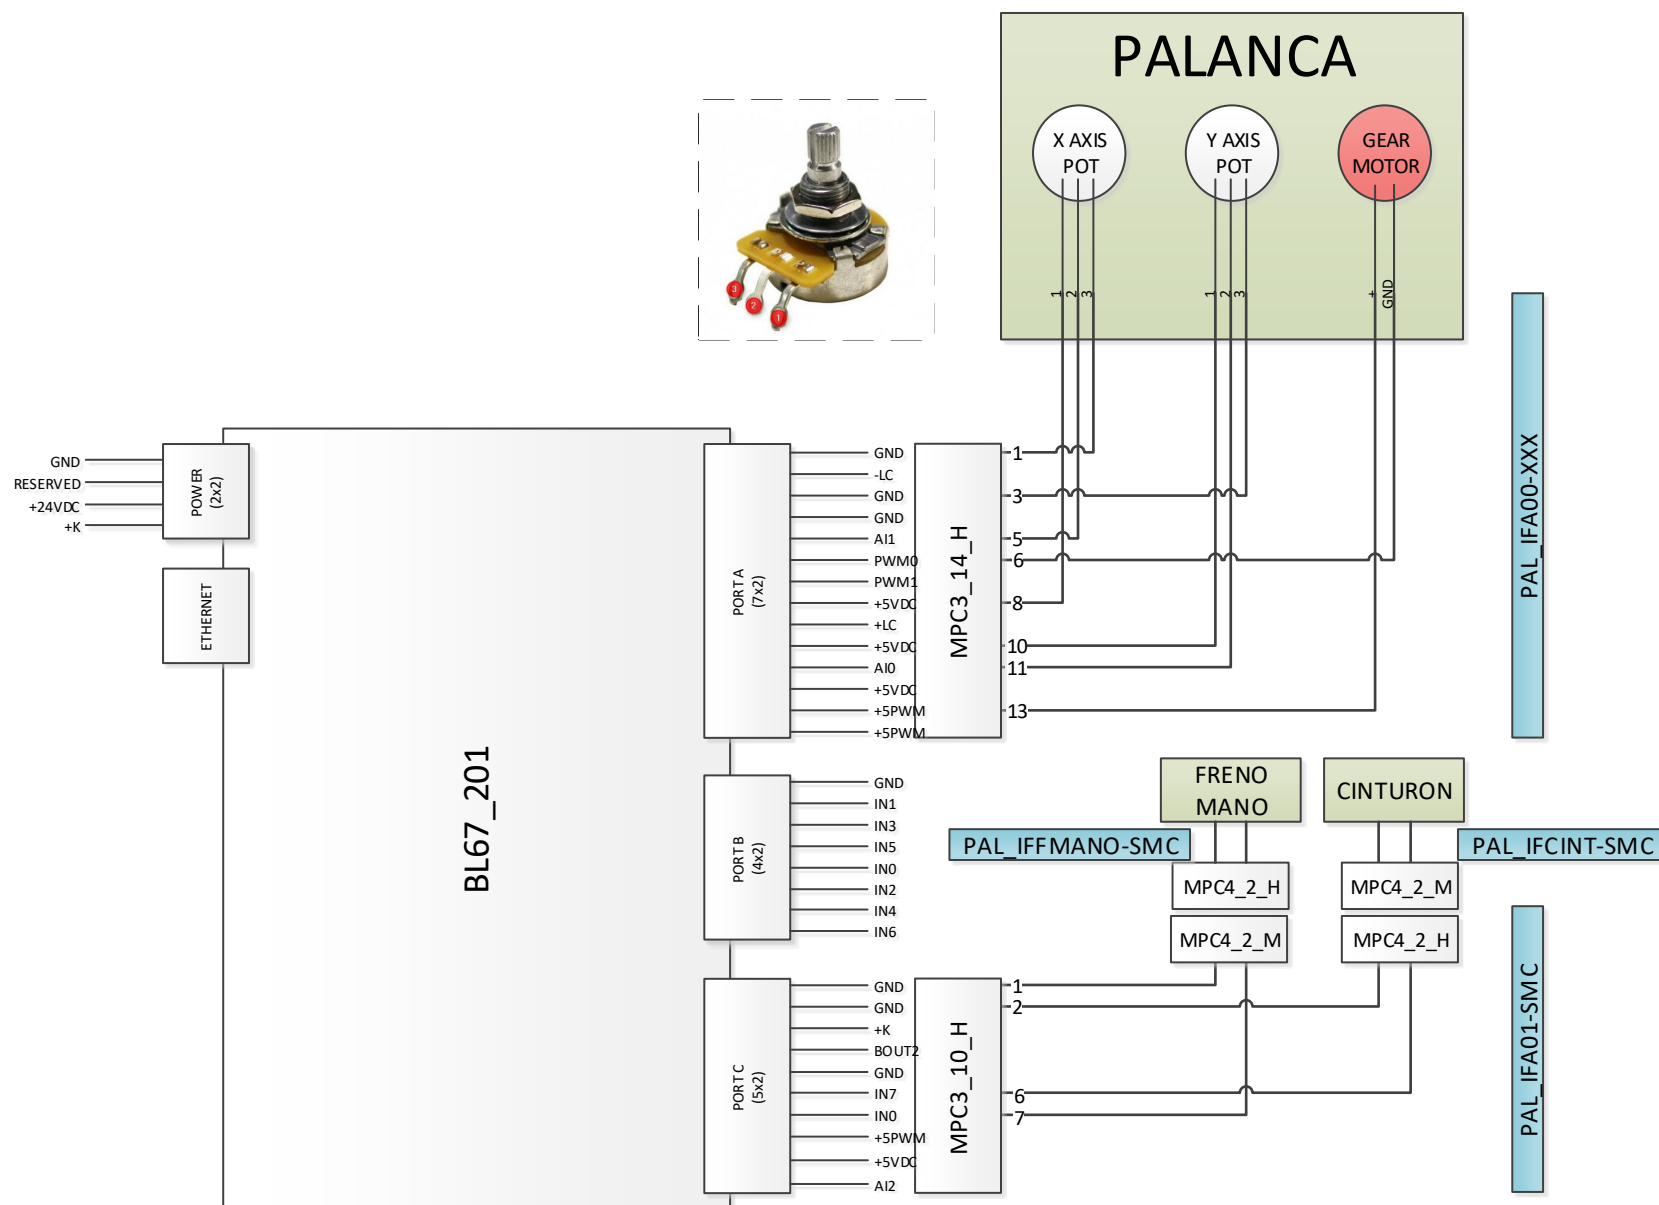 PALANCA
X AXIS
POT
Y AXIS
POT
GEAR
MOTOR
3
2
1
1
2
3
1
2
3
+
GND
PAL_IFA00-XXX
GND
RESERVED
+24VDC
+K
POWER
(2x2)
ETHERNET
BL67_201
PORT A
(7x2)
GND
-LC
GND
GND
AI1
PWM0
PWM1
+5VDC
+LC
+5VDC
AI0
+5VDC
+5PWM
+5PWM
MPC3_14_H
1
3
5
6
8
10
11
13
PORT B
(4x2)
GND
IN1
IN3
IN5
IN0
IN2
IN4
IN6
FRENO
MANO
CINTURON
PAL_IFFMANO-SMC
PAL_IFCINT-SMC
MPC4_2_H
MPC4_2_M
MPC4_2_M
MPC4_2_H
PORT C
(5x2)
GND
GND
+K
BOUT2
GND
IN7
IN0
+5PWM
+5VDC
AI2
MPC3_10_H
1
2
6
7
PAL_IFA01-SMC